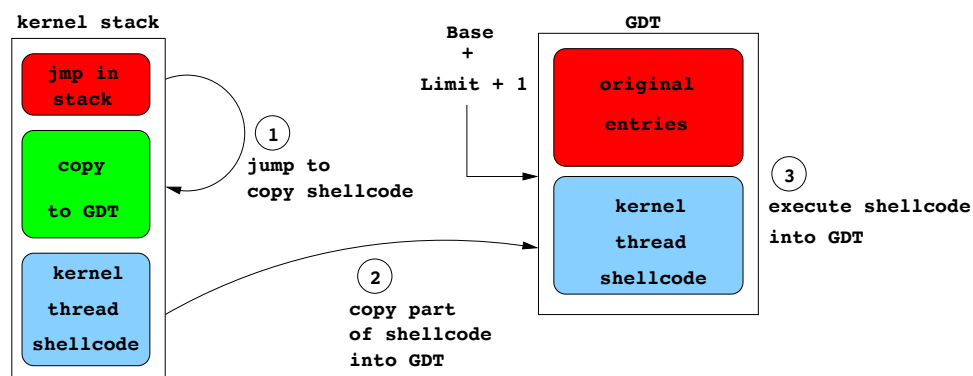 kernel stack
jmp in
stack
copy
to GDT
kernel
thread
shellcode
1
jump to
copy shellcode
2
copy part
of shellcode
into GDT
Base
+
Limit + 1
GDT
original
entries
kernel
thread
shellcode
3
execute shellcode
into GDT